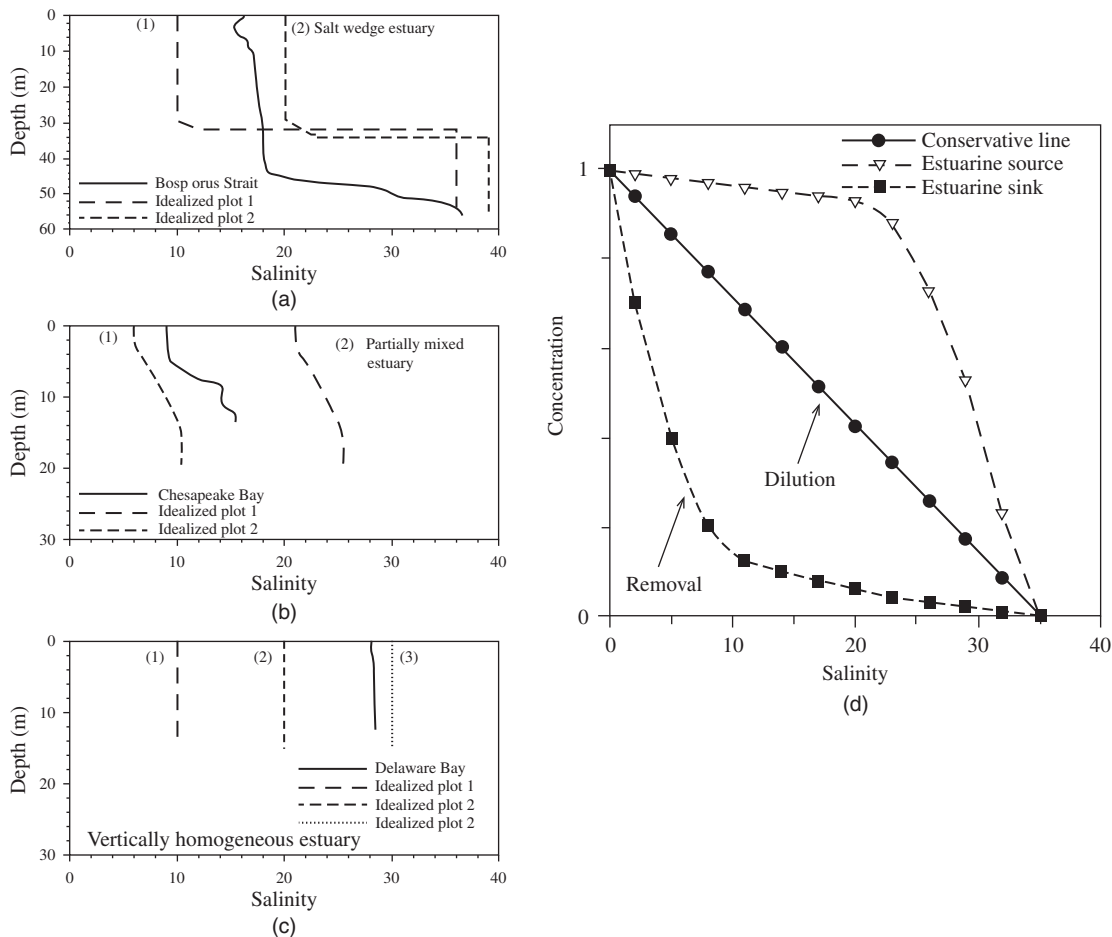 (1)
(2) Salt wedge estuary
0
10
20
30
40
50
60
Depth (m)
Bosp orus Strait
Idealized plot 1
Idealized plot 2
0
10
20
30
40
Salinity
(a)
(1)
(2) Partially mixed
estuary
0
10
20
30
Depth (m)
Chesapeake Bay
Idealized plot 1
Idealized plot 2
0
10
20
30
40
Salinity
(b)
(1)
(2)
(3)
0
10
20
30
Depth (m)
Delaware Bay
Idealized plot 1
Idealized plot 2
Idealized plot 2
Vertically homogeneous estuary
0
10
20
30
40
Salinity
(c)
Conservative line
Estuarine source
Estuarine sink
1
0
Concentration
Dilution
Removal
0
10
20
30
40
Salinity
(d)